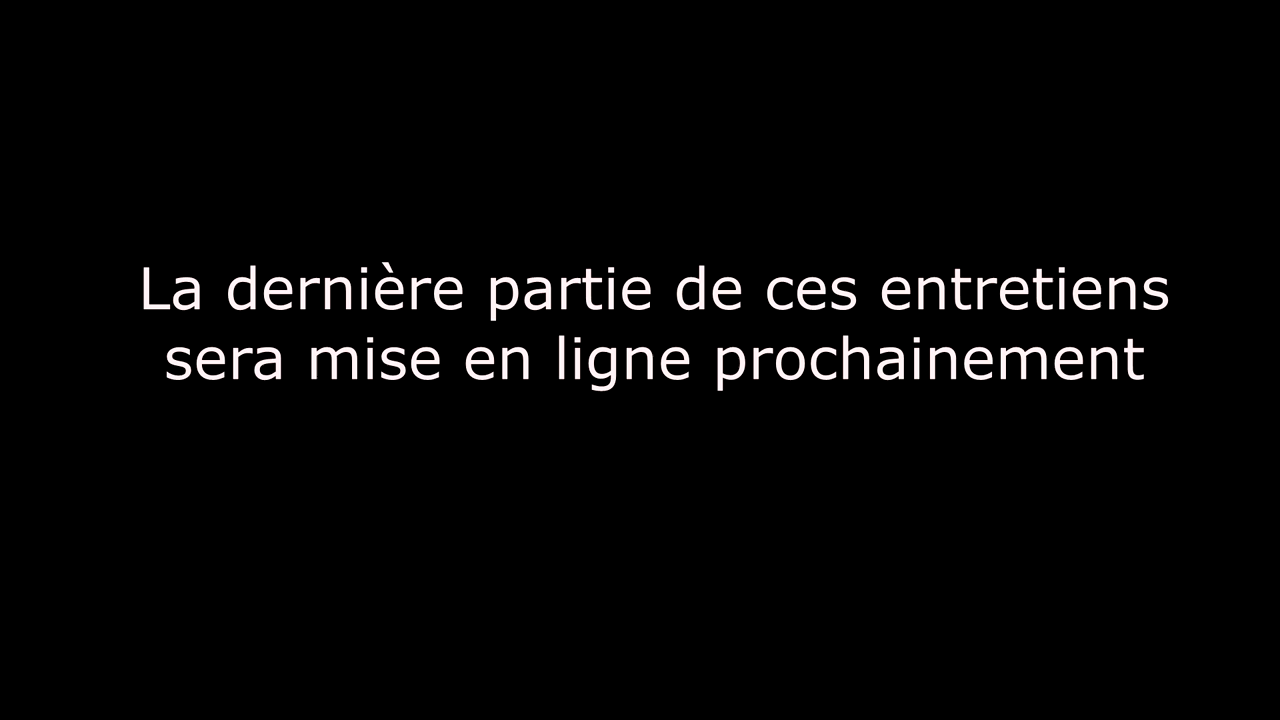 La dernière partie de ces entretiens
sera mise en ligne prochainement